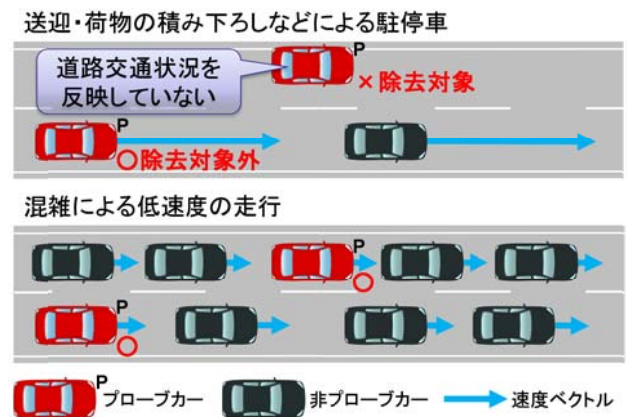 送迎・荷物の積み下ろしなどによる駐停車
P
道路交通状況を
反映していない
×除去対象
P
○除去対象外
混雑による低速度の走行
P
○
P
○
P
プローブカー
非プローブカー
速度ベクトル